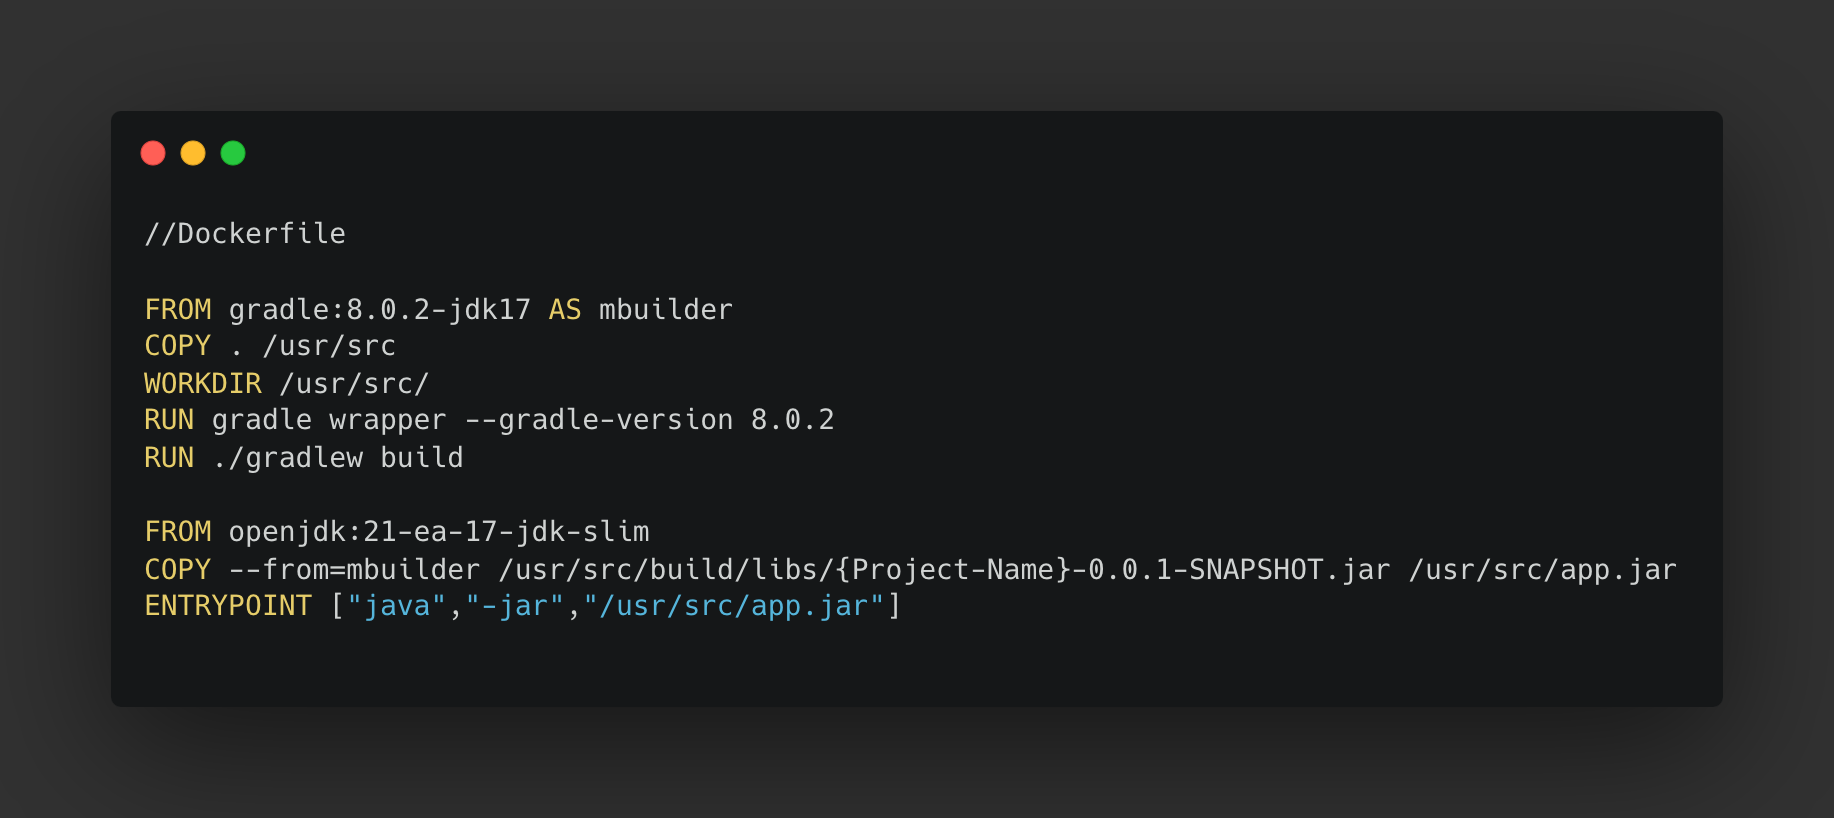 //Dockerfile
FROM gradle:8.0.2-jdk17 AS mbuilder
COPY . /usr/src
WORKDIR /usr/src/
RUN gradle wrapper --gradle-version 8.0.2
RUN ./gradlew build
FROM openjdk:21-ea-17-jdk-slim
COPY --from=mbuilder /usr/src/build/libs/{Project-Name}-0.0.1-SNAPSHOT.jar /usr/src/app.jar
ENTRYPOINT ["java","-jar","/usr/src/app.jar"]